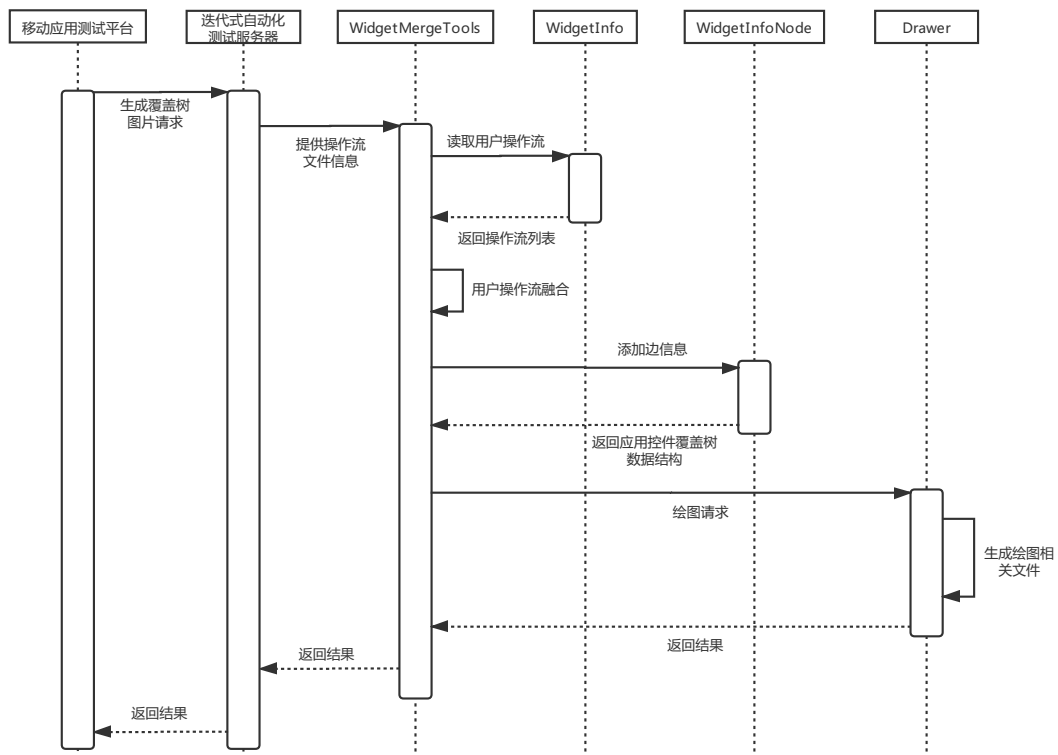 移动应用测试平台
迭代式自动化
测试服务器
WidgetMergeTools
WidgetInfo
WidgetInfoNode
Drawer
生成覆盖树
图片请求
提供操作流
文件信息
读取用户操作流
返回操作流列表
用户操作流融合
添加边信息
返回应用控件覆盖树
数据结构
绘图请求
生成绘图相
关文件
返回结果
返回结果
返回结果